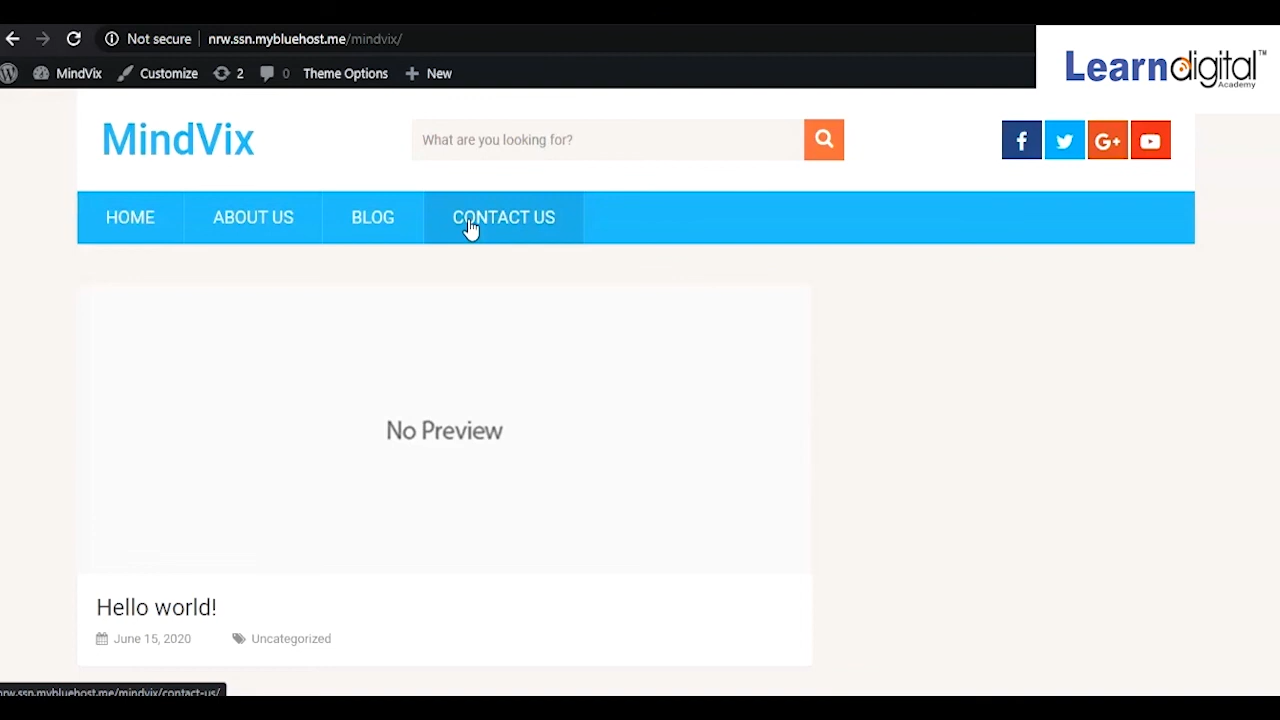 Not secure nrw.ssn.mybluehost.me/mindvix/
MindVix Customize 2 0 Theme Options New
Learndigital™
Academy
MindVix What are you looking for? f G+
HOME ABOUT US BLOG CONTACT US
No Preview
Hello world!
June 15, 2020 Uncategorized
nrw.ssn.mybluehost.me/mindvix/contact-us/